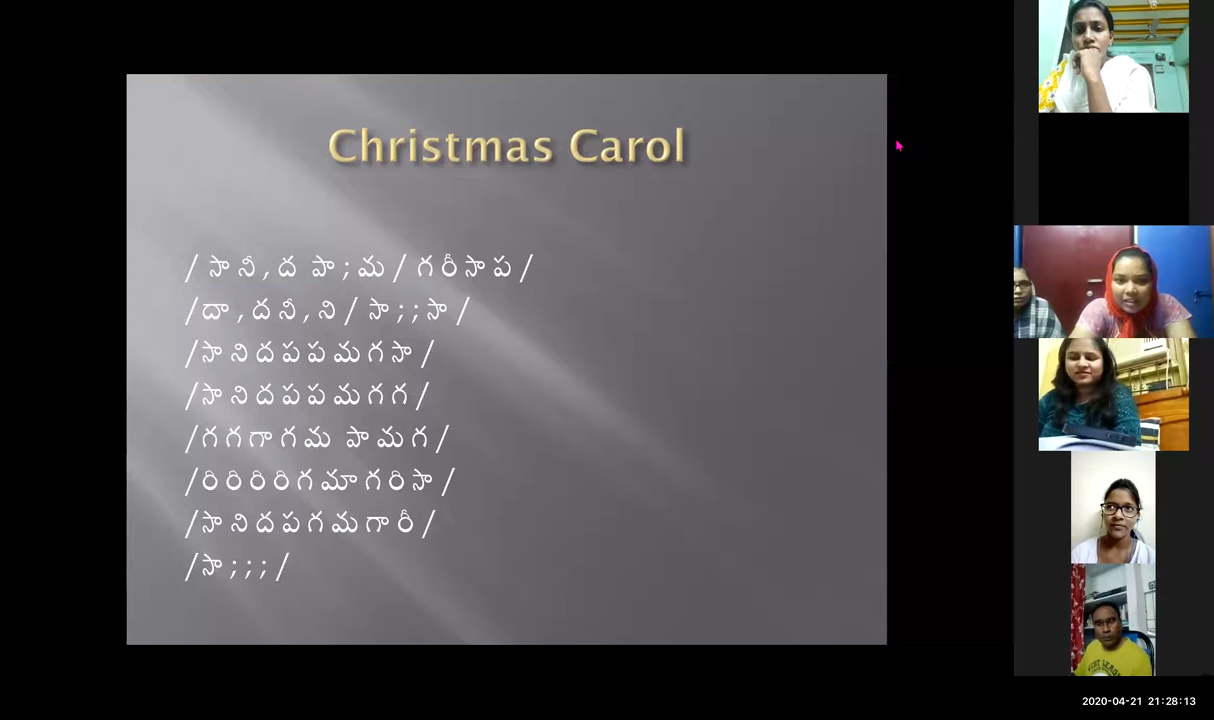 Christmas Carol
/ సా నీ , ద పా ; మ / గ రీ సా ప /
/దా , ద నీ , ని / సా ; ; సా /
/సా ని ద ప ప మ గ సా /
/సా ని ద ప ప మ గ గ /
/గ గ గా గ మ పా మ గ /
/రి రి రి రి గ మా గ రి సా /
/సా ని ద ప గ మ గా రీ /
/సా ; ; ; /
2020-04-21 21:28:13